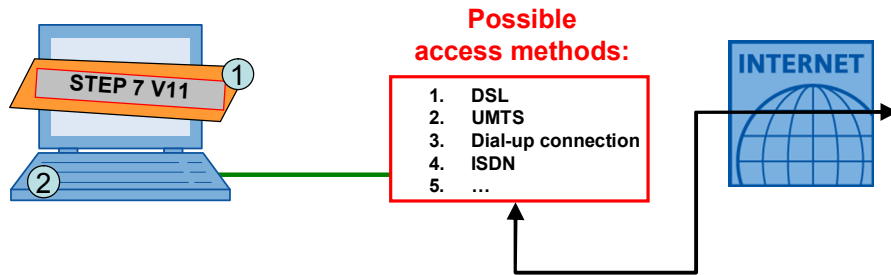 Possible
access methods:
STEP 7 V11
1
2
1. DSL
2. UMTS
3. Dial-up connection
4. ISDN
5. …
INTERNET